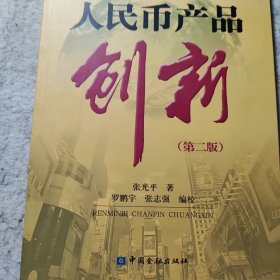 人民币产品
创新
（第二版）
张光平 著
罗鹏宇 张志强 编校
RENMINBI CHANPIN CHUANGXIN
中国金融出版社